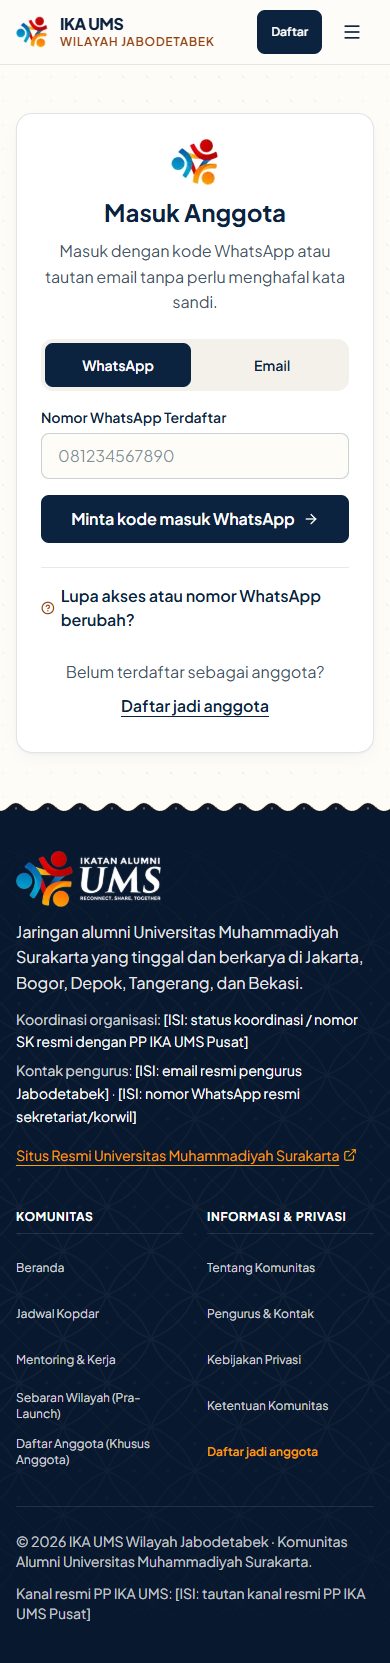 IKA UMS
WILAYAH JABODETABEK
Daftar
Masuk Anggota
Masuk dengan kode WhatsApp atau
tautan email tanpa perlu menghafal kata
sandi.
WhatsApp
Email
Nomor WhatsApp Terdaftar
081234567890
Minta kode masuk WhatsApp →
Lupa akses atau nomor WhatsApp
berubah?
Belum terdaftar sebagai anggota?
Daftar jadi anggota
IKATAN ALUMNI
UMS
RECONNECT. SHARE. TOGETHER
Jaringan alumni Universitas Muhammadiyah
Surakarta yang tinggal dan berkarya di Jakarta,
Bogor, Depok, Tangerang, dan Bekasi.
Koordinasi organisasi: [ISI: status koordinasi / nomor
SK resmi dengan PP IKA UMS Pusat]
Kontak pengurus: [ISI: email resmi pengurus
Jabodetabek] · [ISI: nomor WhatsApp resmi
sekretariat/korwil]
Situs Resmi Universitas Muhammadiyah Surakarta
KOMUNITAS
Beranda
Jadwal Kopdar
Mentoring & Kerja
Sebaran Wilayah (Pra-
Launch)
Daftar Anggota (Khusus
Anggota)
INFORMASI & PRIVASI
Tentang Komunitas
Pengurus & Kontak
Kebijakan Privasi
Ketentuan Komunitas
Daftar jadi anggota
© 2026 IKA UMS Wilayah Jabodetabek · Komunitas
Alumni Universitas Muhammadiyah Surakarta.
Kanal resmi PP IKA UMS: [ISI: tautan kanal resmi PP IKA
UMS Pusat]